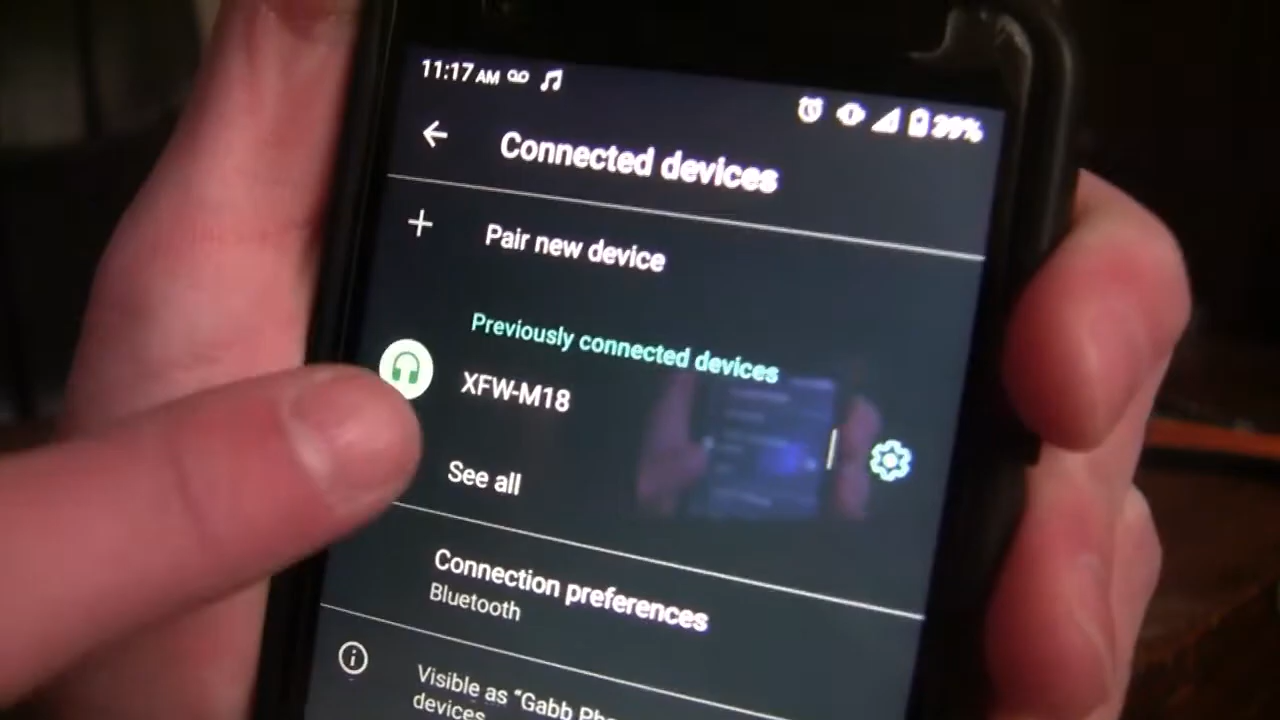 11:17 AM 39%
Connected devices
Pair new device
Previously connected devices
XFW-M18
See all
Connection preferences
Bluetooth
Visible as “Gabb
devices